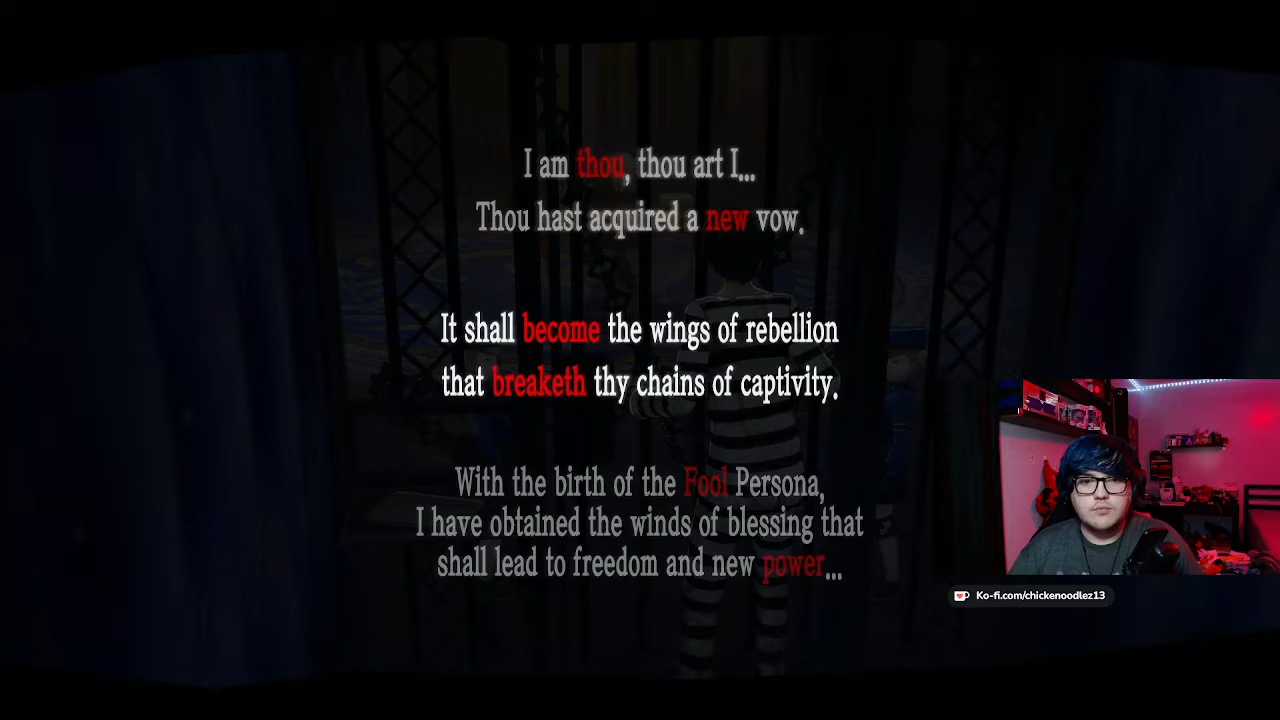 I am thou, thou art I...
Thou hast acquired a new vow.
It shall become the wings of rebellion
that breaketh thy chains of captivity.
With the birth of the Fool Persona,
I have obtained the winds of blessing that
shall lead to freedom and new power...
Ko-fi.com/chickenoodlez13